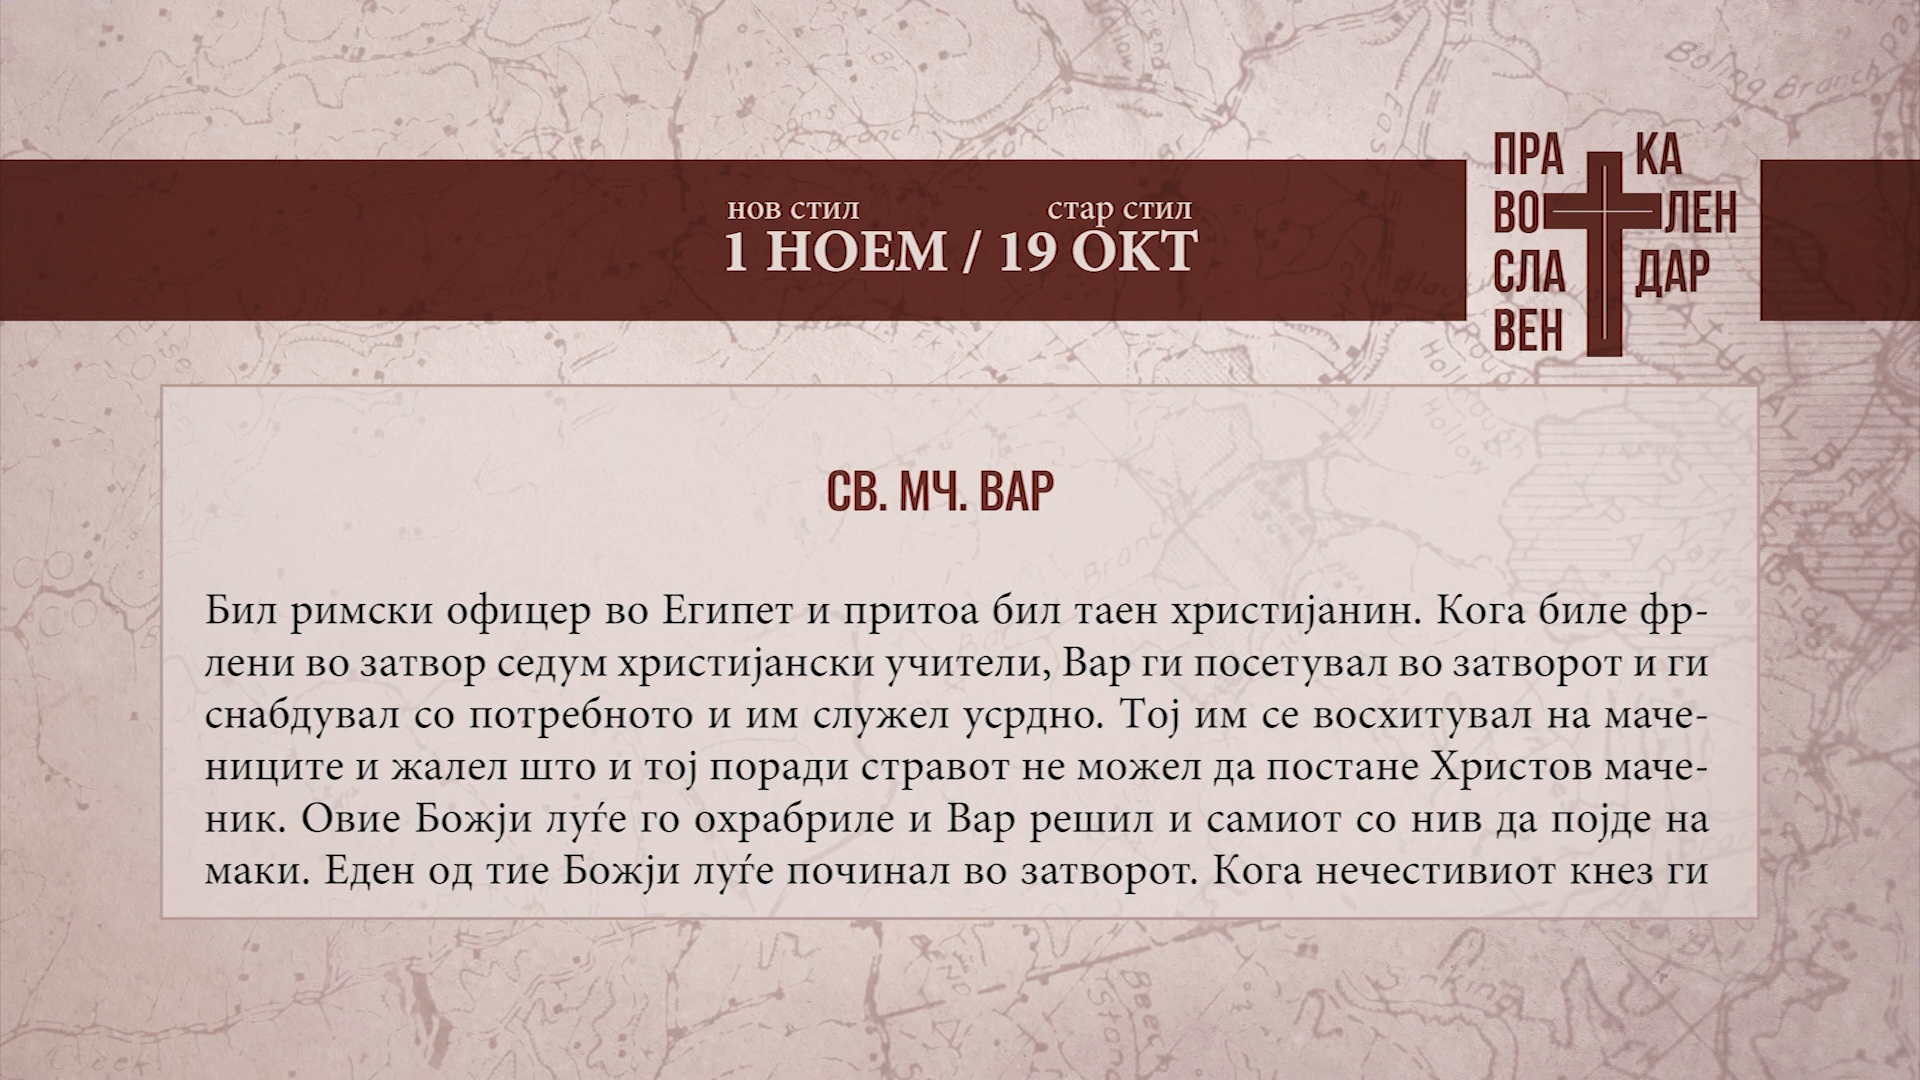 нов стил стар стил
1 НОЕМ / 19 ОКТ
ПРА КА
ВО ЛЕН
СЛА ДАР
ВЕН
СВ. МЧ. ВАР
Бил римски офицер во Египет и притоа бил таен христијанин. Кога биле фр-
лени во затвор седум христијански учители, Вар ги посетувал во затворот и ги
снабдувал со потребното и им служел усрдно. Тој им се восхитувал на маче-
ниците и жалел што и тој поради стравот не можел да постане Христов маче-
ник. Овие Божји луѓе го охрабриле и Вар решил и самиот со нив да појде на
маки. Еден од тие Божји луѓе починал во затворот. Кога нечестивиот кнез ги
Boling Branch